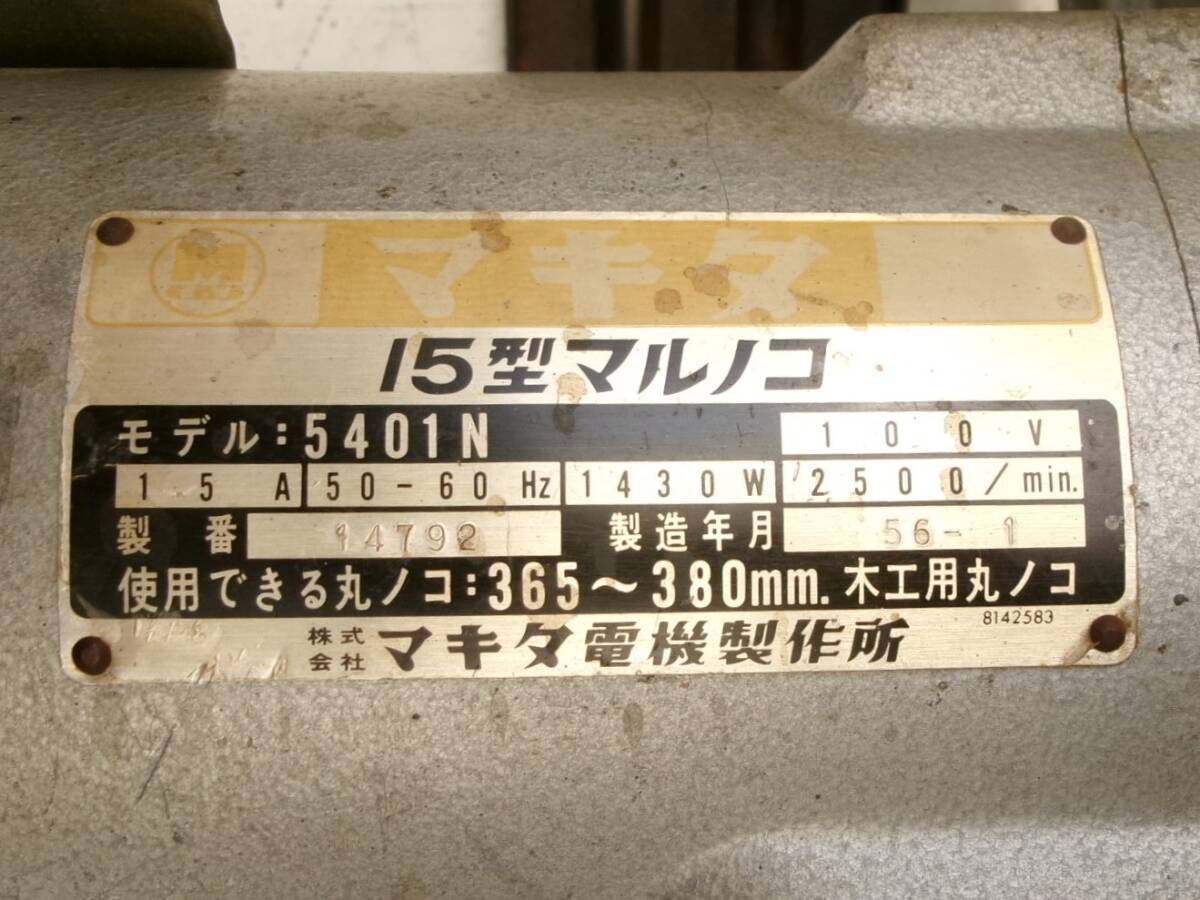 マキタ
15型マルノコ
モデル:5401N 100V
15A 50-60Hz 1430W 2500/min.
製番 14792 製造年月 56-1
使用できる丸ノコ:365〜380mm. 木工用丸ノコ
8142583
株式会社 マキタ電機製作所